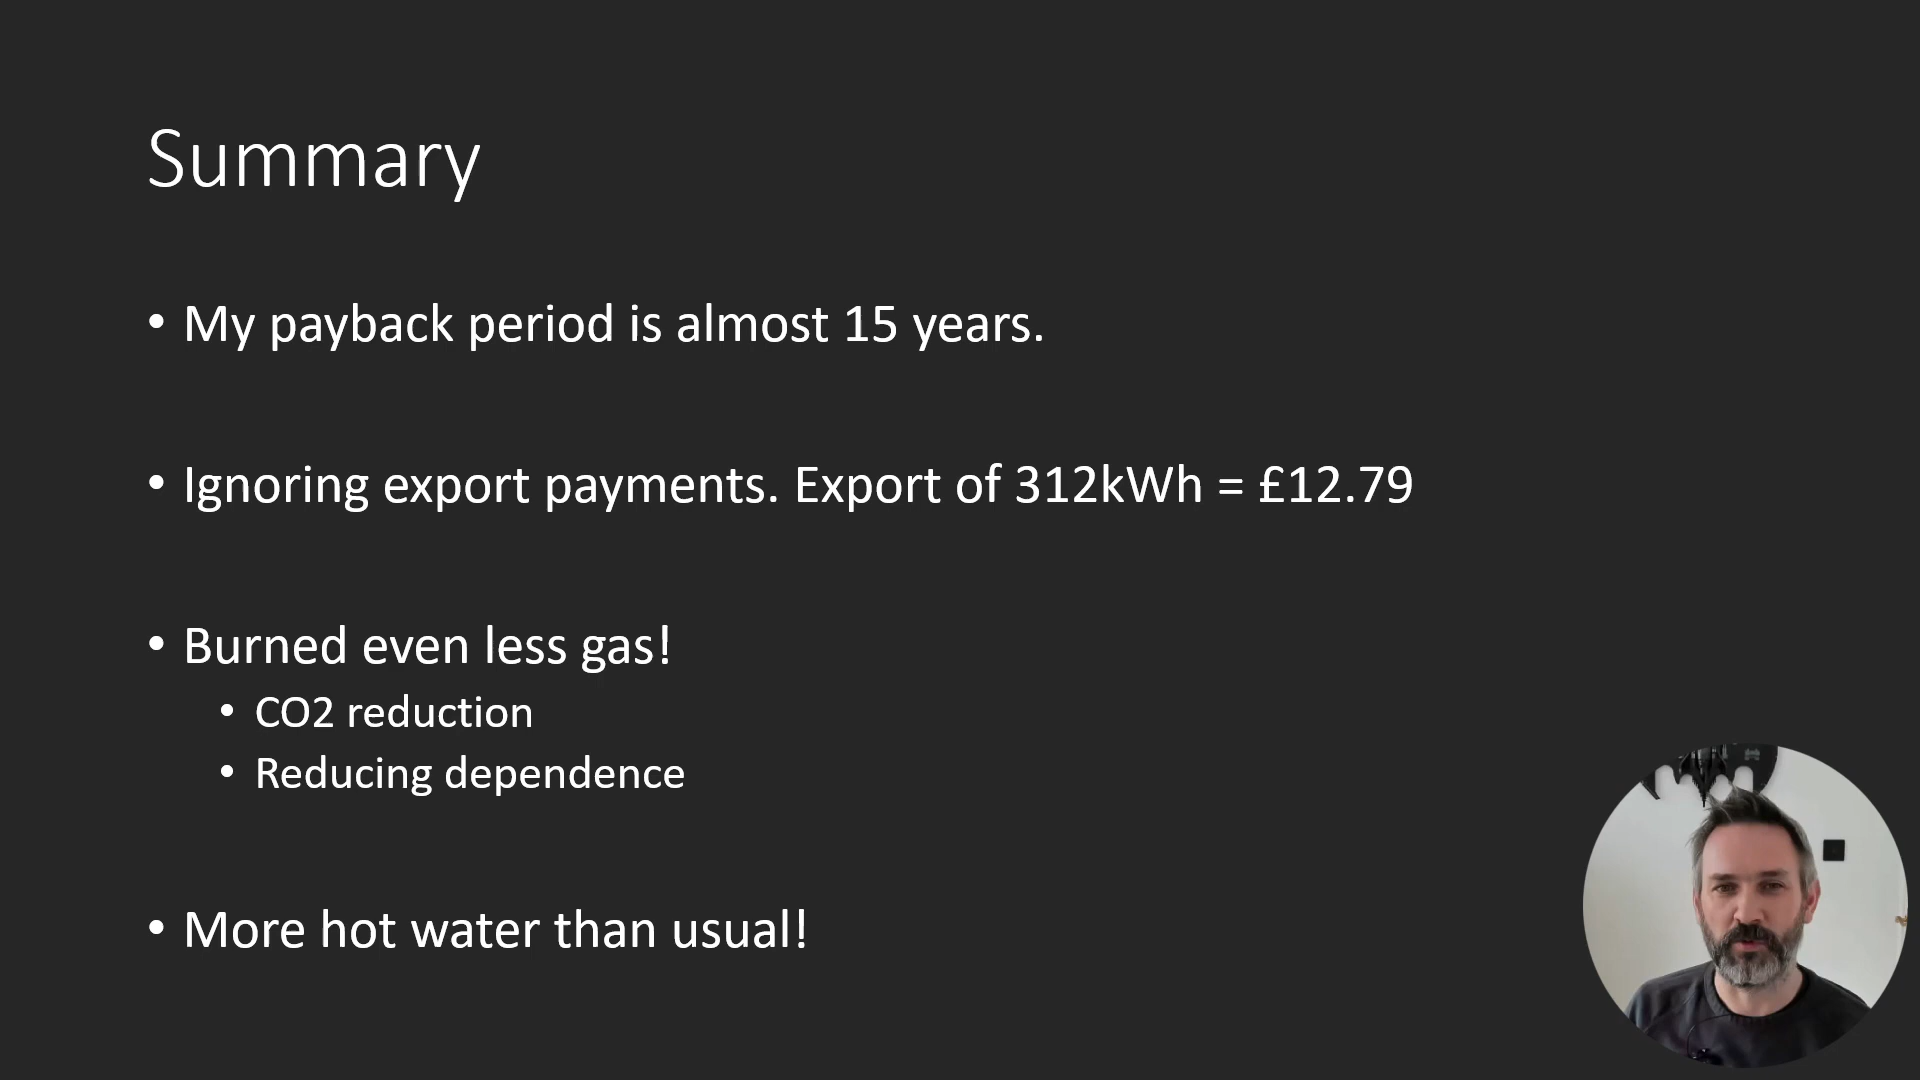 Summary
• My payback period is almost 15 years.
• Ignoring export payments. Export of 312kWh = £12.79
• Burned even less gas!
• CO2 reduction
• Reducing dependence
• More hot water than usual!